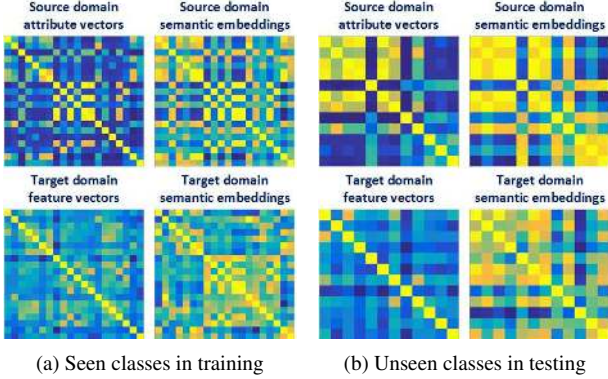 Source domain
attribute vectors
Source domain
semantic embeddings
Source domain
attribute vectors
Source domain
semantic embeddings
Target domain
feature vectors
Target domain
semantic embeddings
Target domain
feature vectors
Target domain
semantic embeddings
(a) Seen classes in training
(b) Unseen classes in testing